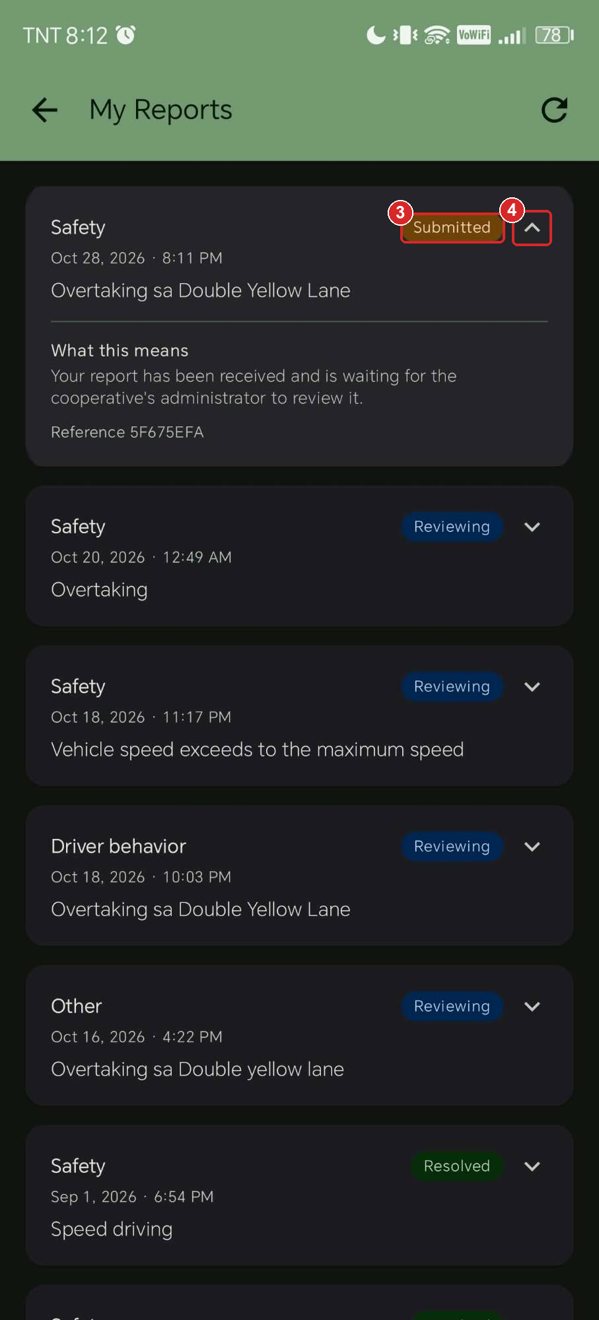 TNT 8:12 VoWiFi 78
My Reports
3 4
Safety Submitted
Oct 28, 2026 · 8:11 PM
Overtaking sa Double Yellow Lane
What this means
Your report has been received and is waiting for the
cooperative's administrator to review it.
Reference 5F675EFA
Safety Reviewing
Oct 20, 2026 · 12:49 AM
Overtaking
Safety Reviewing
Oct 18, 2026 · 11:17 PM
Vehicle speed exceeds to the maximum speed
Driver behavior Reviewing
Oct 18, 2026 · 10:03 PM
Overtaking sa Double Yellow Lane
Other Reviewing
Oct 16, 2026 · 4:22 PM
Overtaking sa Double yellow lane
Safety Resolved
Sep 1, 2026 · 6:54 PM
Speed driving